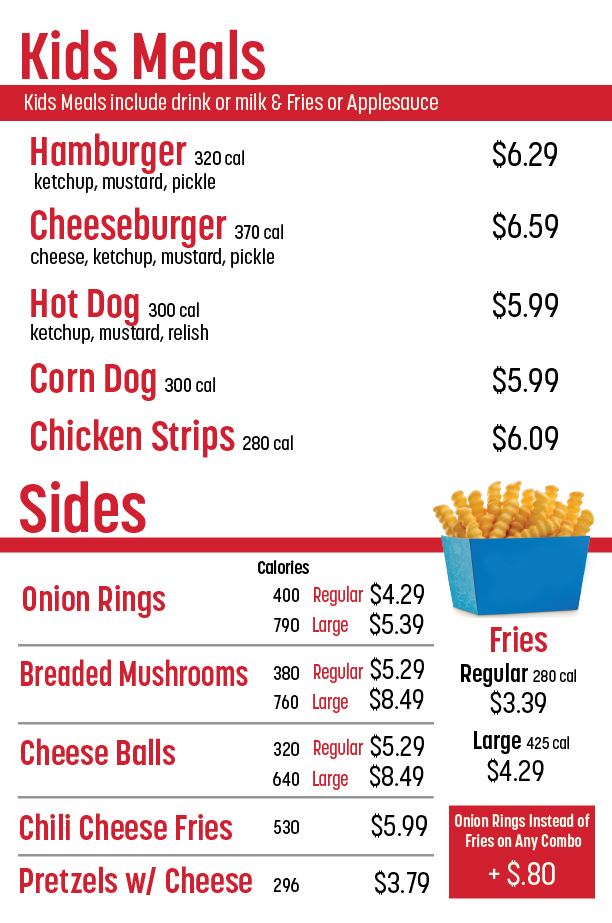 Kids Meals
Kids Meals include drink or milk & Fries or Applesauce
Hamburger 320 cal $6.29
ketchup, mustard, pickle
Cheeseburger 370 cal $6.59
cheese, ketchup, mustard, pickle
Hot Dog 300 cal $5.99
ketchup, mustard, relish
Corn Dog 300 cal $5.99
Chicken Strips 280 cal $6.09
Sides
Calories
Onion Rings 400 Regular $4.29
790 Large $5.39
Breaded Mushrooms 380 Regular $5.29
760 Large $8.49
Cheese Balls 320 Regular $5.29
640 Large $8.49
Chili Cheese Fries 530 $5.99
Pretzels w/ Cheese 296 $3.79
Fries
Regular 280 cal
$3.39
Large 425 cal
$4.29
Onion Rings Instead of
Fries on Any Combo
+ $.80